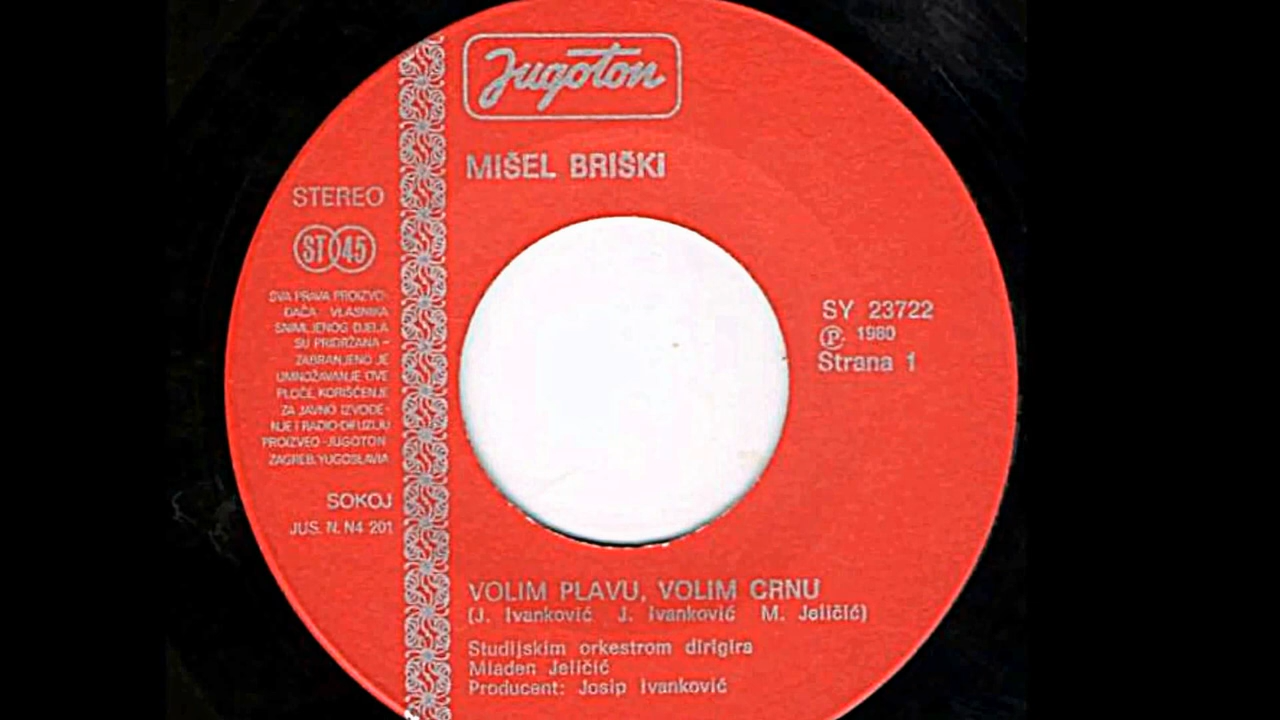 Jugoton
MIŠEL BRIŠKI
STEREO
ST 45
SVA PRAVA PROIZVO-
ĐAČA VLASNIKA
SNIMLJENOG DJELA
SU PRIDRŽANA -
ZABRANJENO JE
UMNOŽAVANJE OVE
PLOČE, KORIŠĆENJE
ZA JAVNO IZVOĐE-
NJE I RADIO-DIFUZIJU
PROIZVEO-JUGOTON
ZAGREB, YUGOSLAVIA
SOKOJ
JUS. N. N4 201
SY 23722
Ⓟ 1980
Strana 1
VOLIM PLAVU, VOLIM CRNU
(J. Ivanković J. Ivanković M. Jeličić)
Studijskim orkestrom dirigira
Mladen Jeličić
Producent: Josip Ivanković